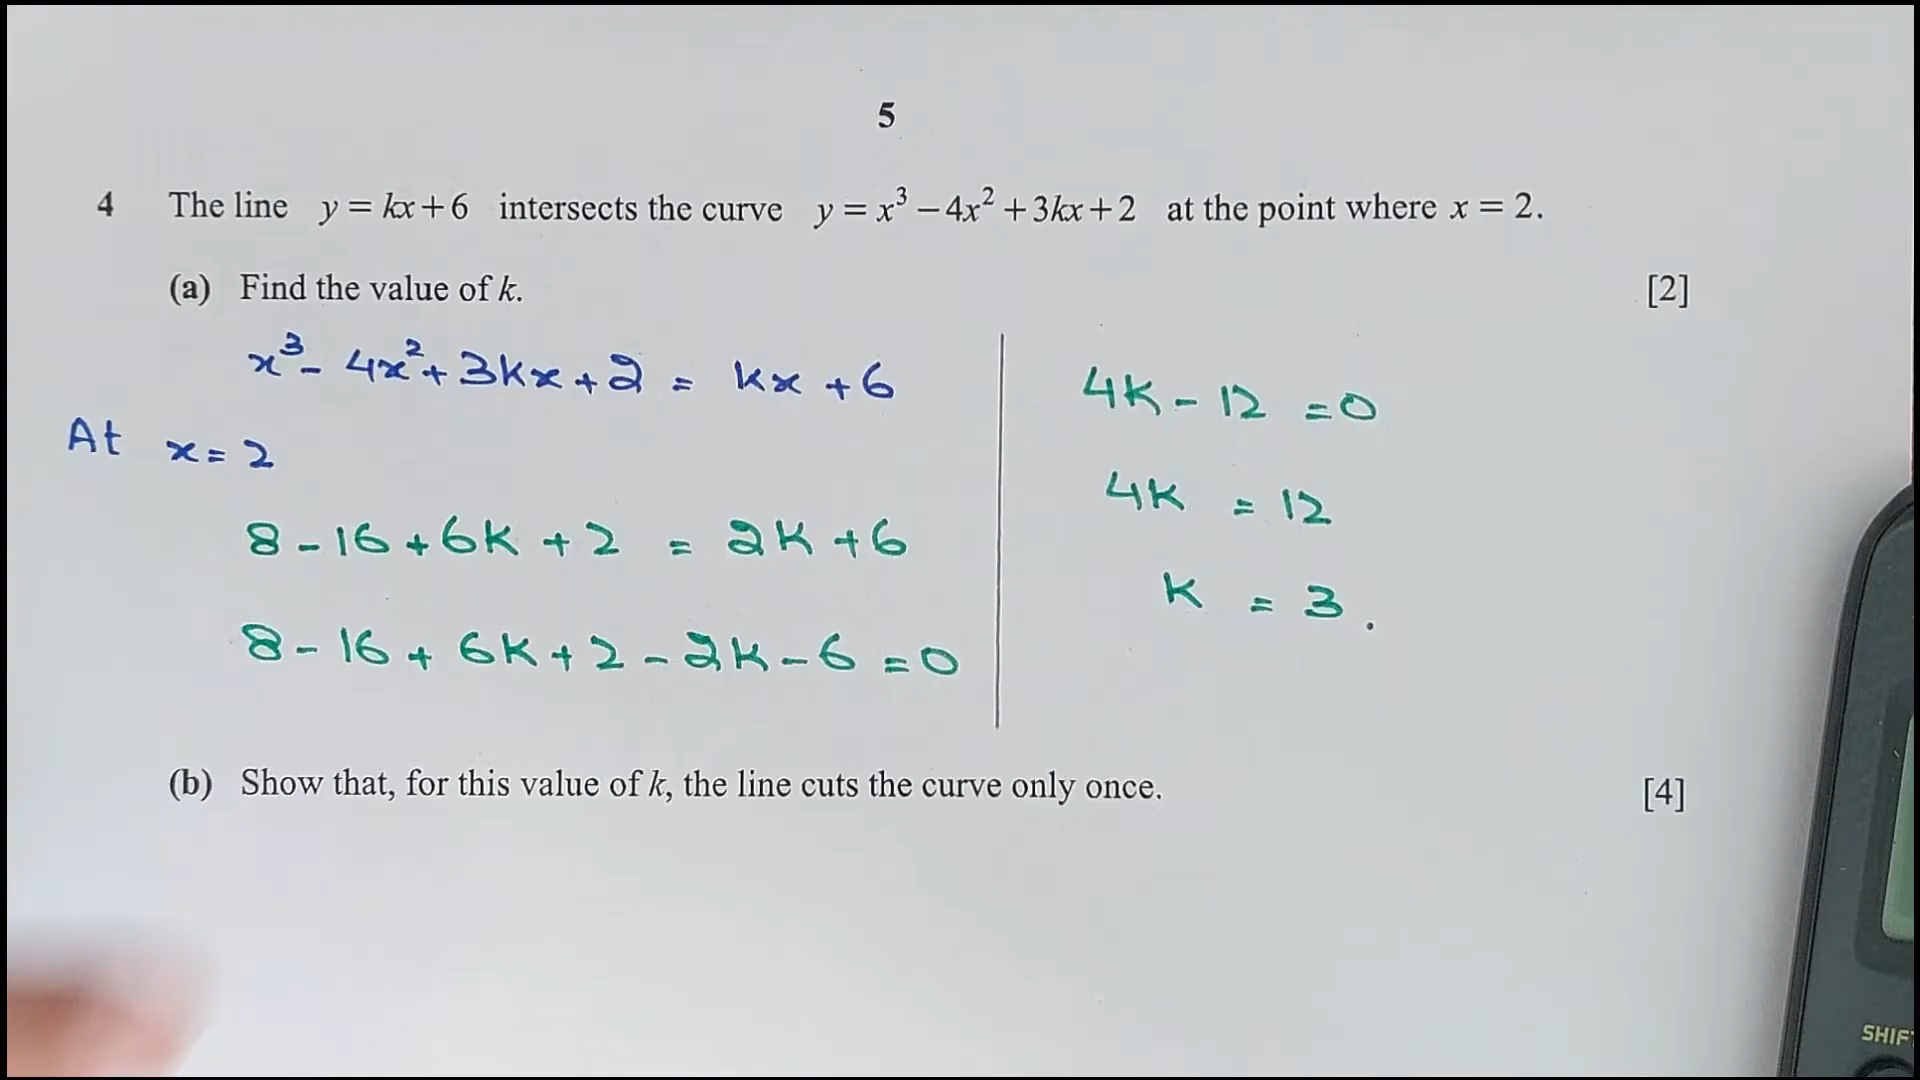 5
4 The line y = kx + 6 intersects the curve y = x³ − 4x² + 3kx + 2 at the point where x = 2.
(a) Find the value of k. [2]
x³ - 4x² + 3kx + 2 = kx + 6
At x = 2
8 - 16 + 6k + 2 = 2k + 6
8 - 16 + 6k + 2 - 2k - 6 = 0
4k - 12 = 0
4k = 12
k = 3.
(b) Show that, for this value of k, the line cuts the curve only once. [4]